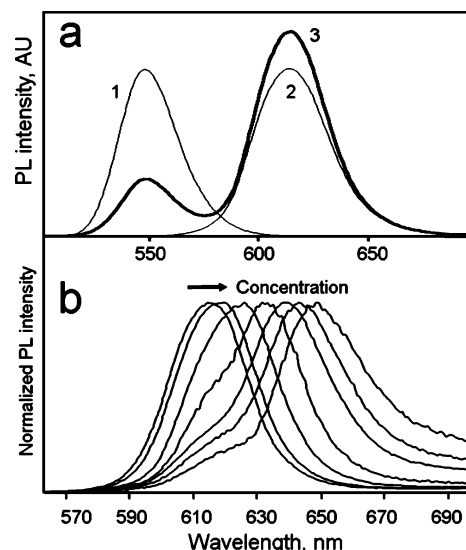 a
PL intensity, AU
1
3
2
550 600 650
b
Concentration
Normalized PL intensity
570 590 610 630 650 670 690
Wavelength, nm